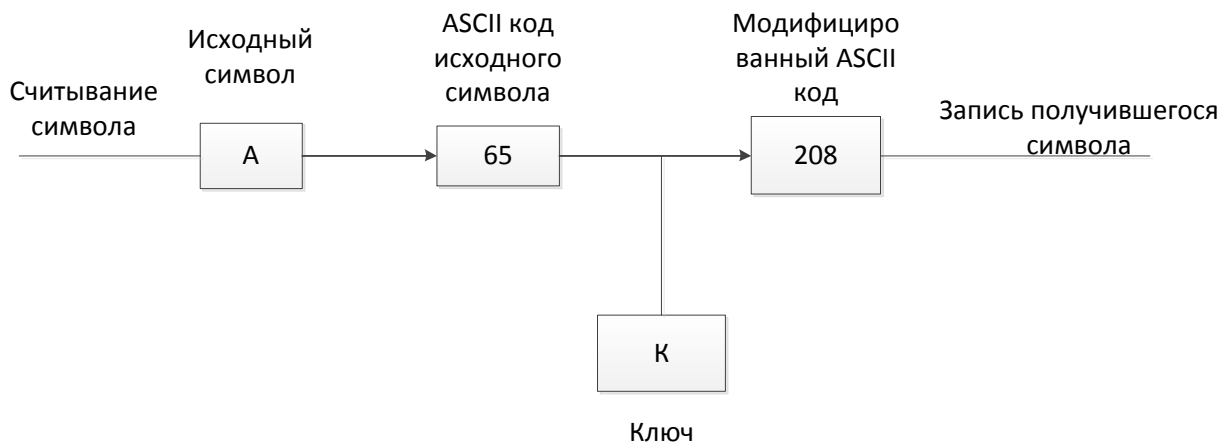 Считывание
символа
Исходный
символ
А
ASCII код
исходного
символа
65
Модифициро
ванный ASCII
код
208
Запись получившегося
символа
К
Ключ